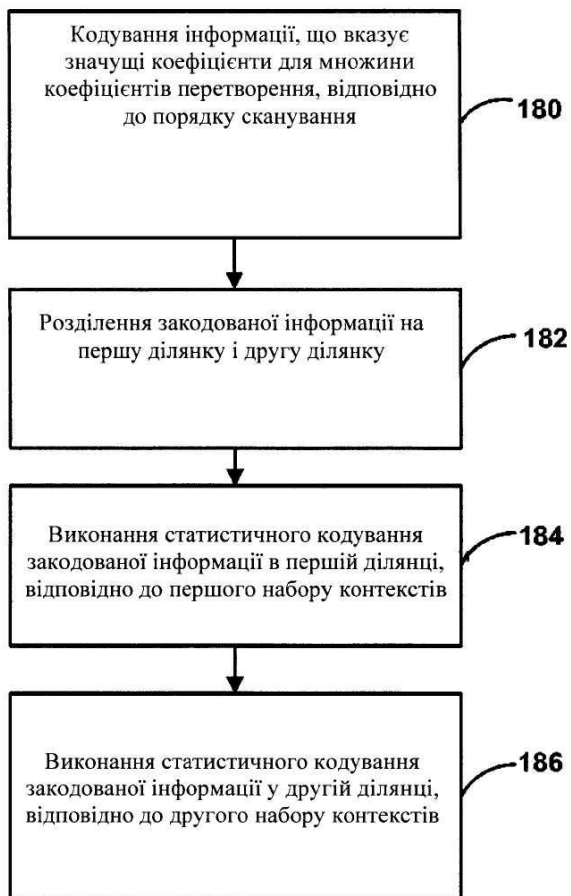 Кодування інформації, що вказує
значущі коефіцієнти для множини
коефіцієнтів перетворення, відповідно
до порядку сканування
180
Розділення закодованої інформації на
першу ділянку і другу ділянку
182
Виконання статистичного кодування
закодованої інформації в першій ділянці,
відповідно до першого набору контекстів
184
Виконання статистичного кодування
закодованої інформації у другій ділянці,
відповідно до другого набору контекстів
186